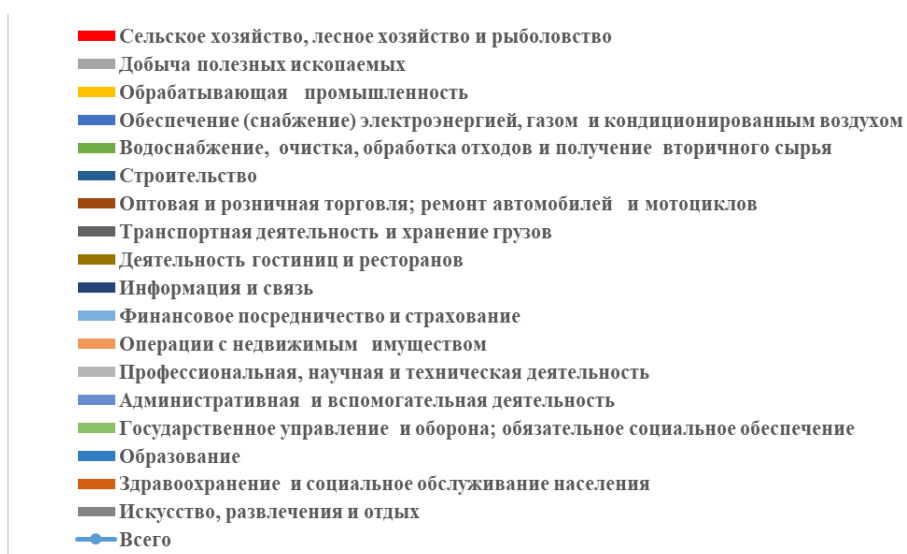 Сельское хозяйство, лесное хозяйство и рыболовство
Добыча полезных ископаемых
Обрабатывающая промышленность
Обеспечение (снабжение) электроэнергией, газом и кондиционированным воздухом
Водоснабжение, очистка, обработка отходов и получение вторичного сырья
Строительство
Оптовая и розничная торговля; ремонт автомобилей и мотоциклов
Транспортная деятельность и хранение грузов
Деятельность гостиниц и ресторанов
Информация и связь
Финансовое посредничество и страхование
Операции с недвижимым имуществом
Профессиональная, научная и техническая деятельность
Административная и вспомогательная деятельность
Государственное управление и оборона; обязательное социальное обеспечение
Образование
Здравоохранение и социальное обслуживание населения
Искусство, развлечения и отдых
Всего